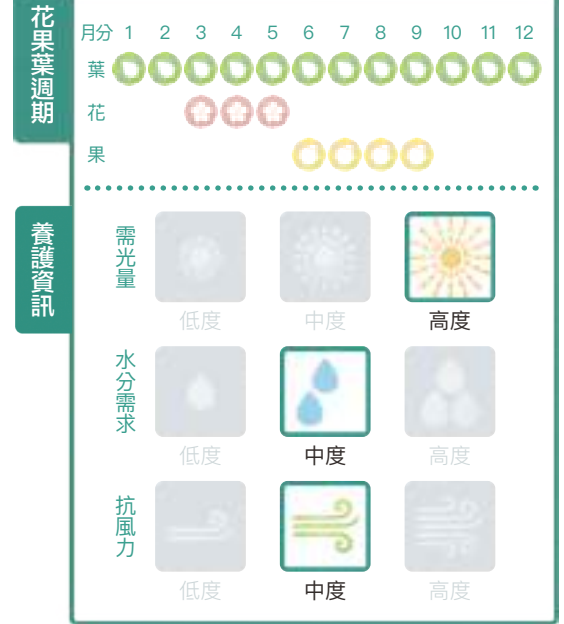 花果葉週期
月分 1 2 3 4 5 6 7 8 9 10 11 12
葉
花
果
養護資訊
需光量
低度 中度 高度
水分需求
低度 中度 高度
抗風力
低度 中度 高度